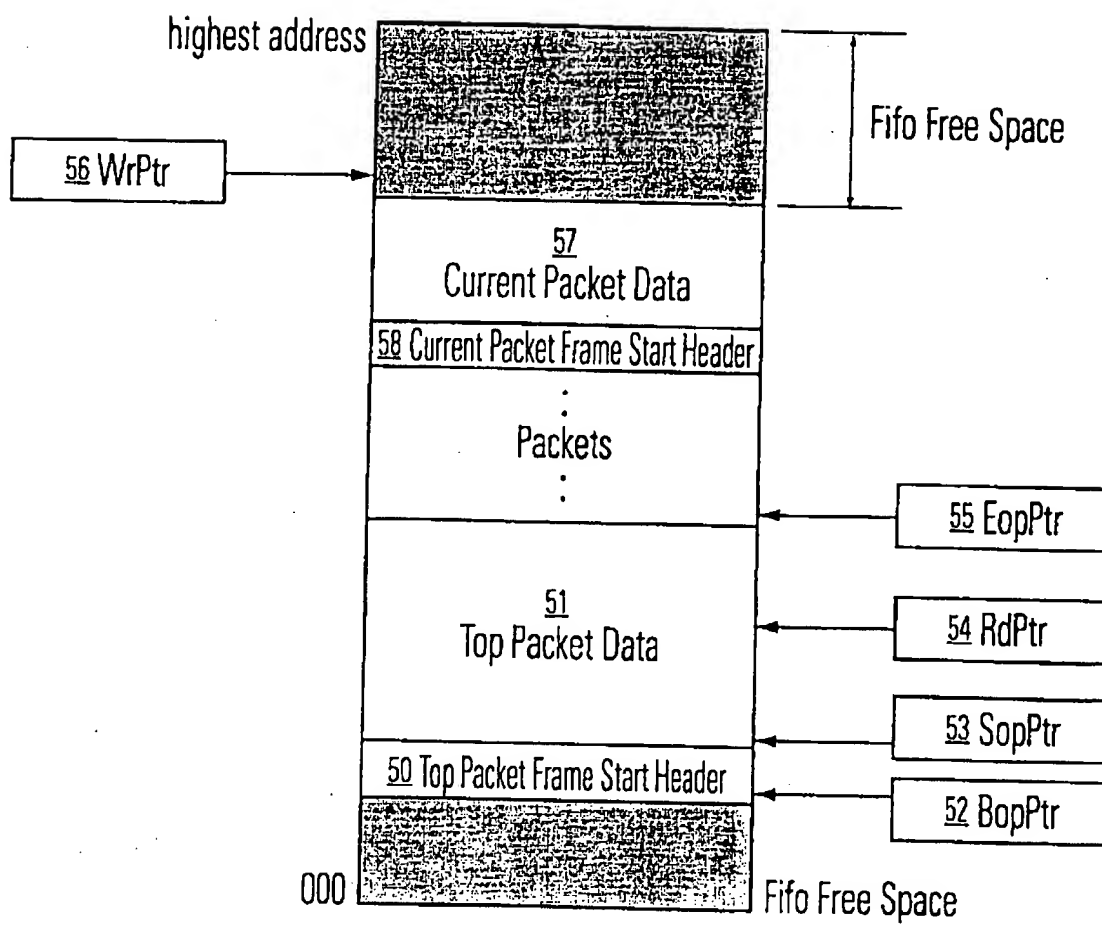 highest address
Fifo Free Space
56 WrPtr
57
Current Packet Data
58 Current Packet Frame Start Header
Packets
55 EopPtr
51
Top Packet Data
54 RdPtr
53 SopPtr
50 Top Packet Frame Start Header
52 BopPtr
000
Fifo Free Space